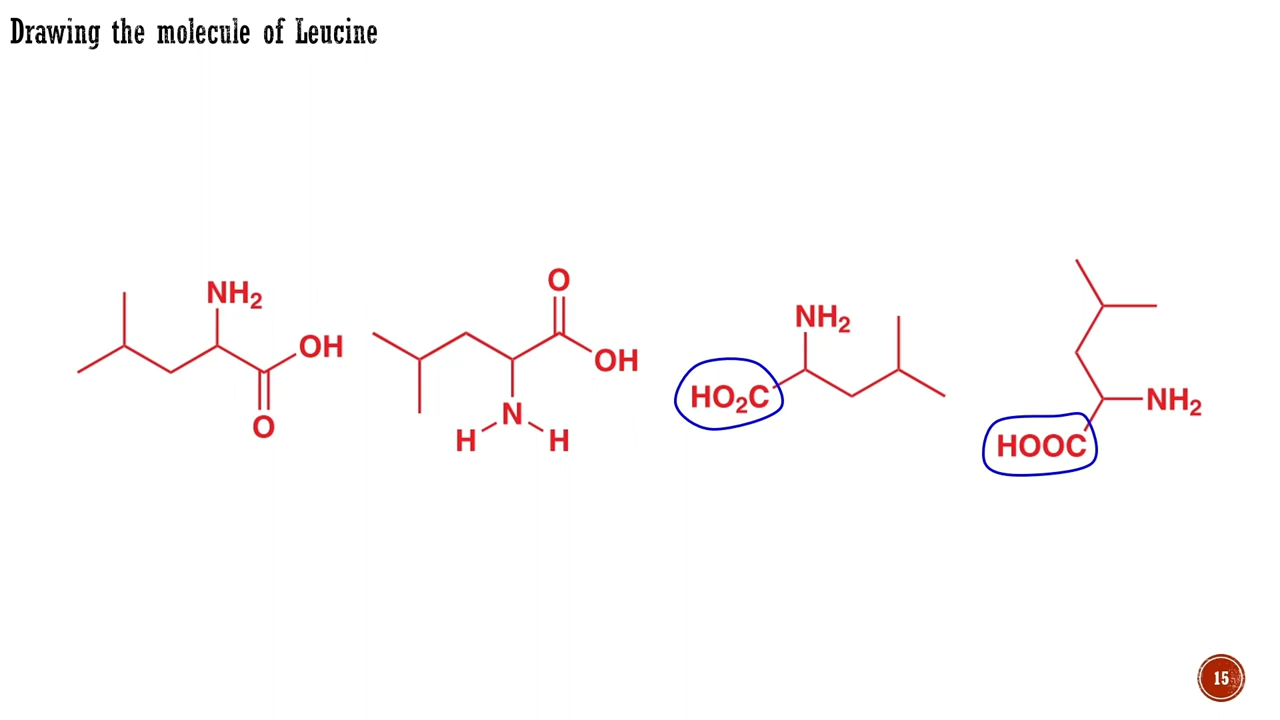 Drawing the molecule of Leucine
NH2
OH
O
O
OH
N
H H
NH2
HO2C
NH2
HOOC
15